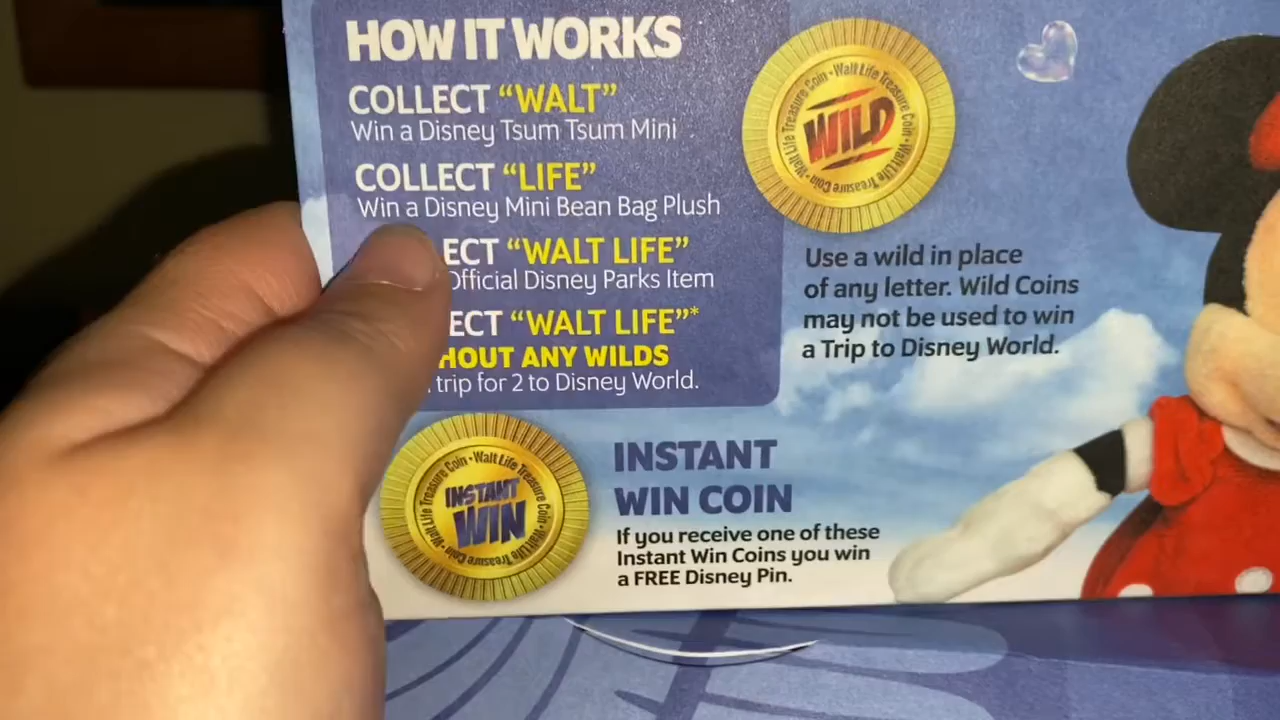 HOW IT WORKS
COLLECT “WALT”
Win a Disney Tsum Tsum Mini
COLLECT “LIFE”
Win a Disney Mini Bean Bag Plush
ECT “WALT LIFE”
Official Disney Parks Item
ECT “WALT LIFE”*
HOUT ANY WILDS
trip for 2 to Disney World.
Walt Life Treasure Coin • Walt Life Treasure Coin •
WILD
Use a wild in place
of any letter. Wild Coins
may not be used to win
a Trip to Disney World.
Walt Life Treasure Coin • Walt Life Treasure Coin •
INSTANT
WIN
INSTANT
WIN COIN
If you receive one of these
Instant Win Coins you win
a FREE Disney Pin.